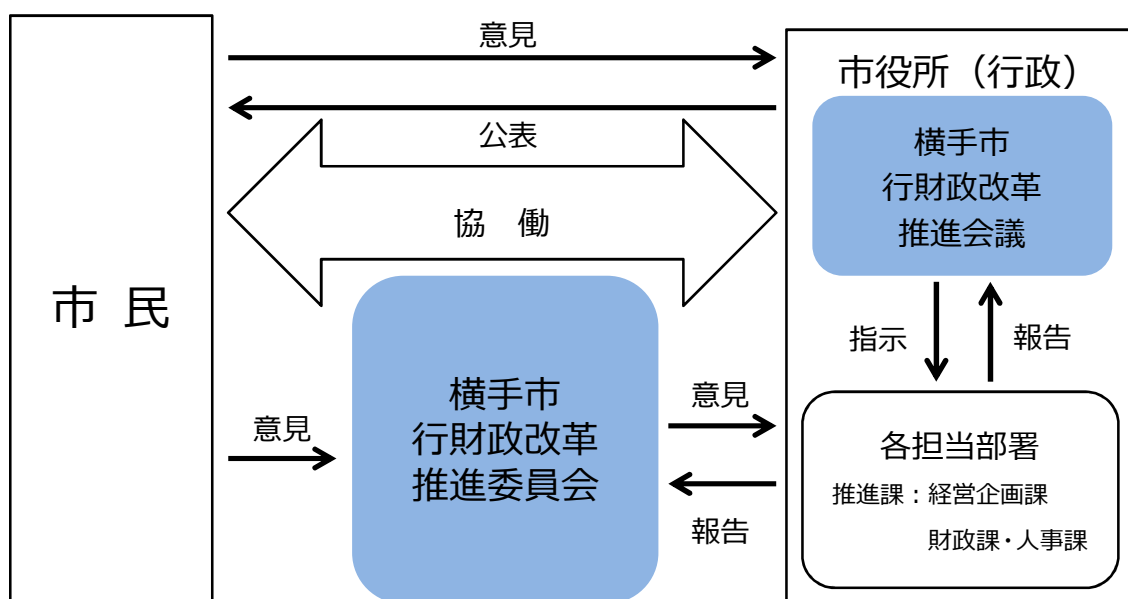 意見
市役所（行政）
公表
協　働
横手市
行財政改革
推進会議
市 民
指示
報告
意見
横手市
行財政改革
推進委員会
意見
報告
各担当部署
推進課：経営企画課
財政課・人事課